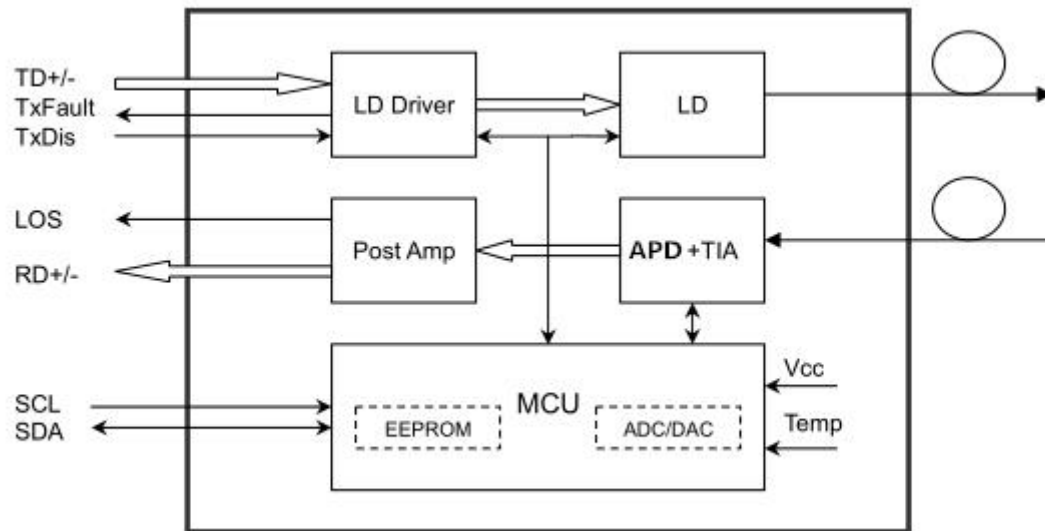 TD+/-
TxFault
TxDis
LD Driver
LD
LOS
RD+/-
Post Amp
APD +TIA
SCL
SDA
MCU
EEPROM
ADC/DAC
Vcc
Temp